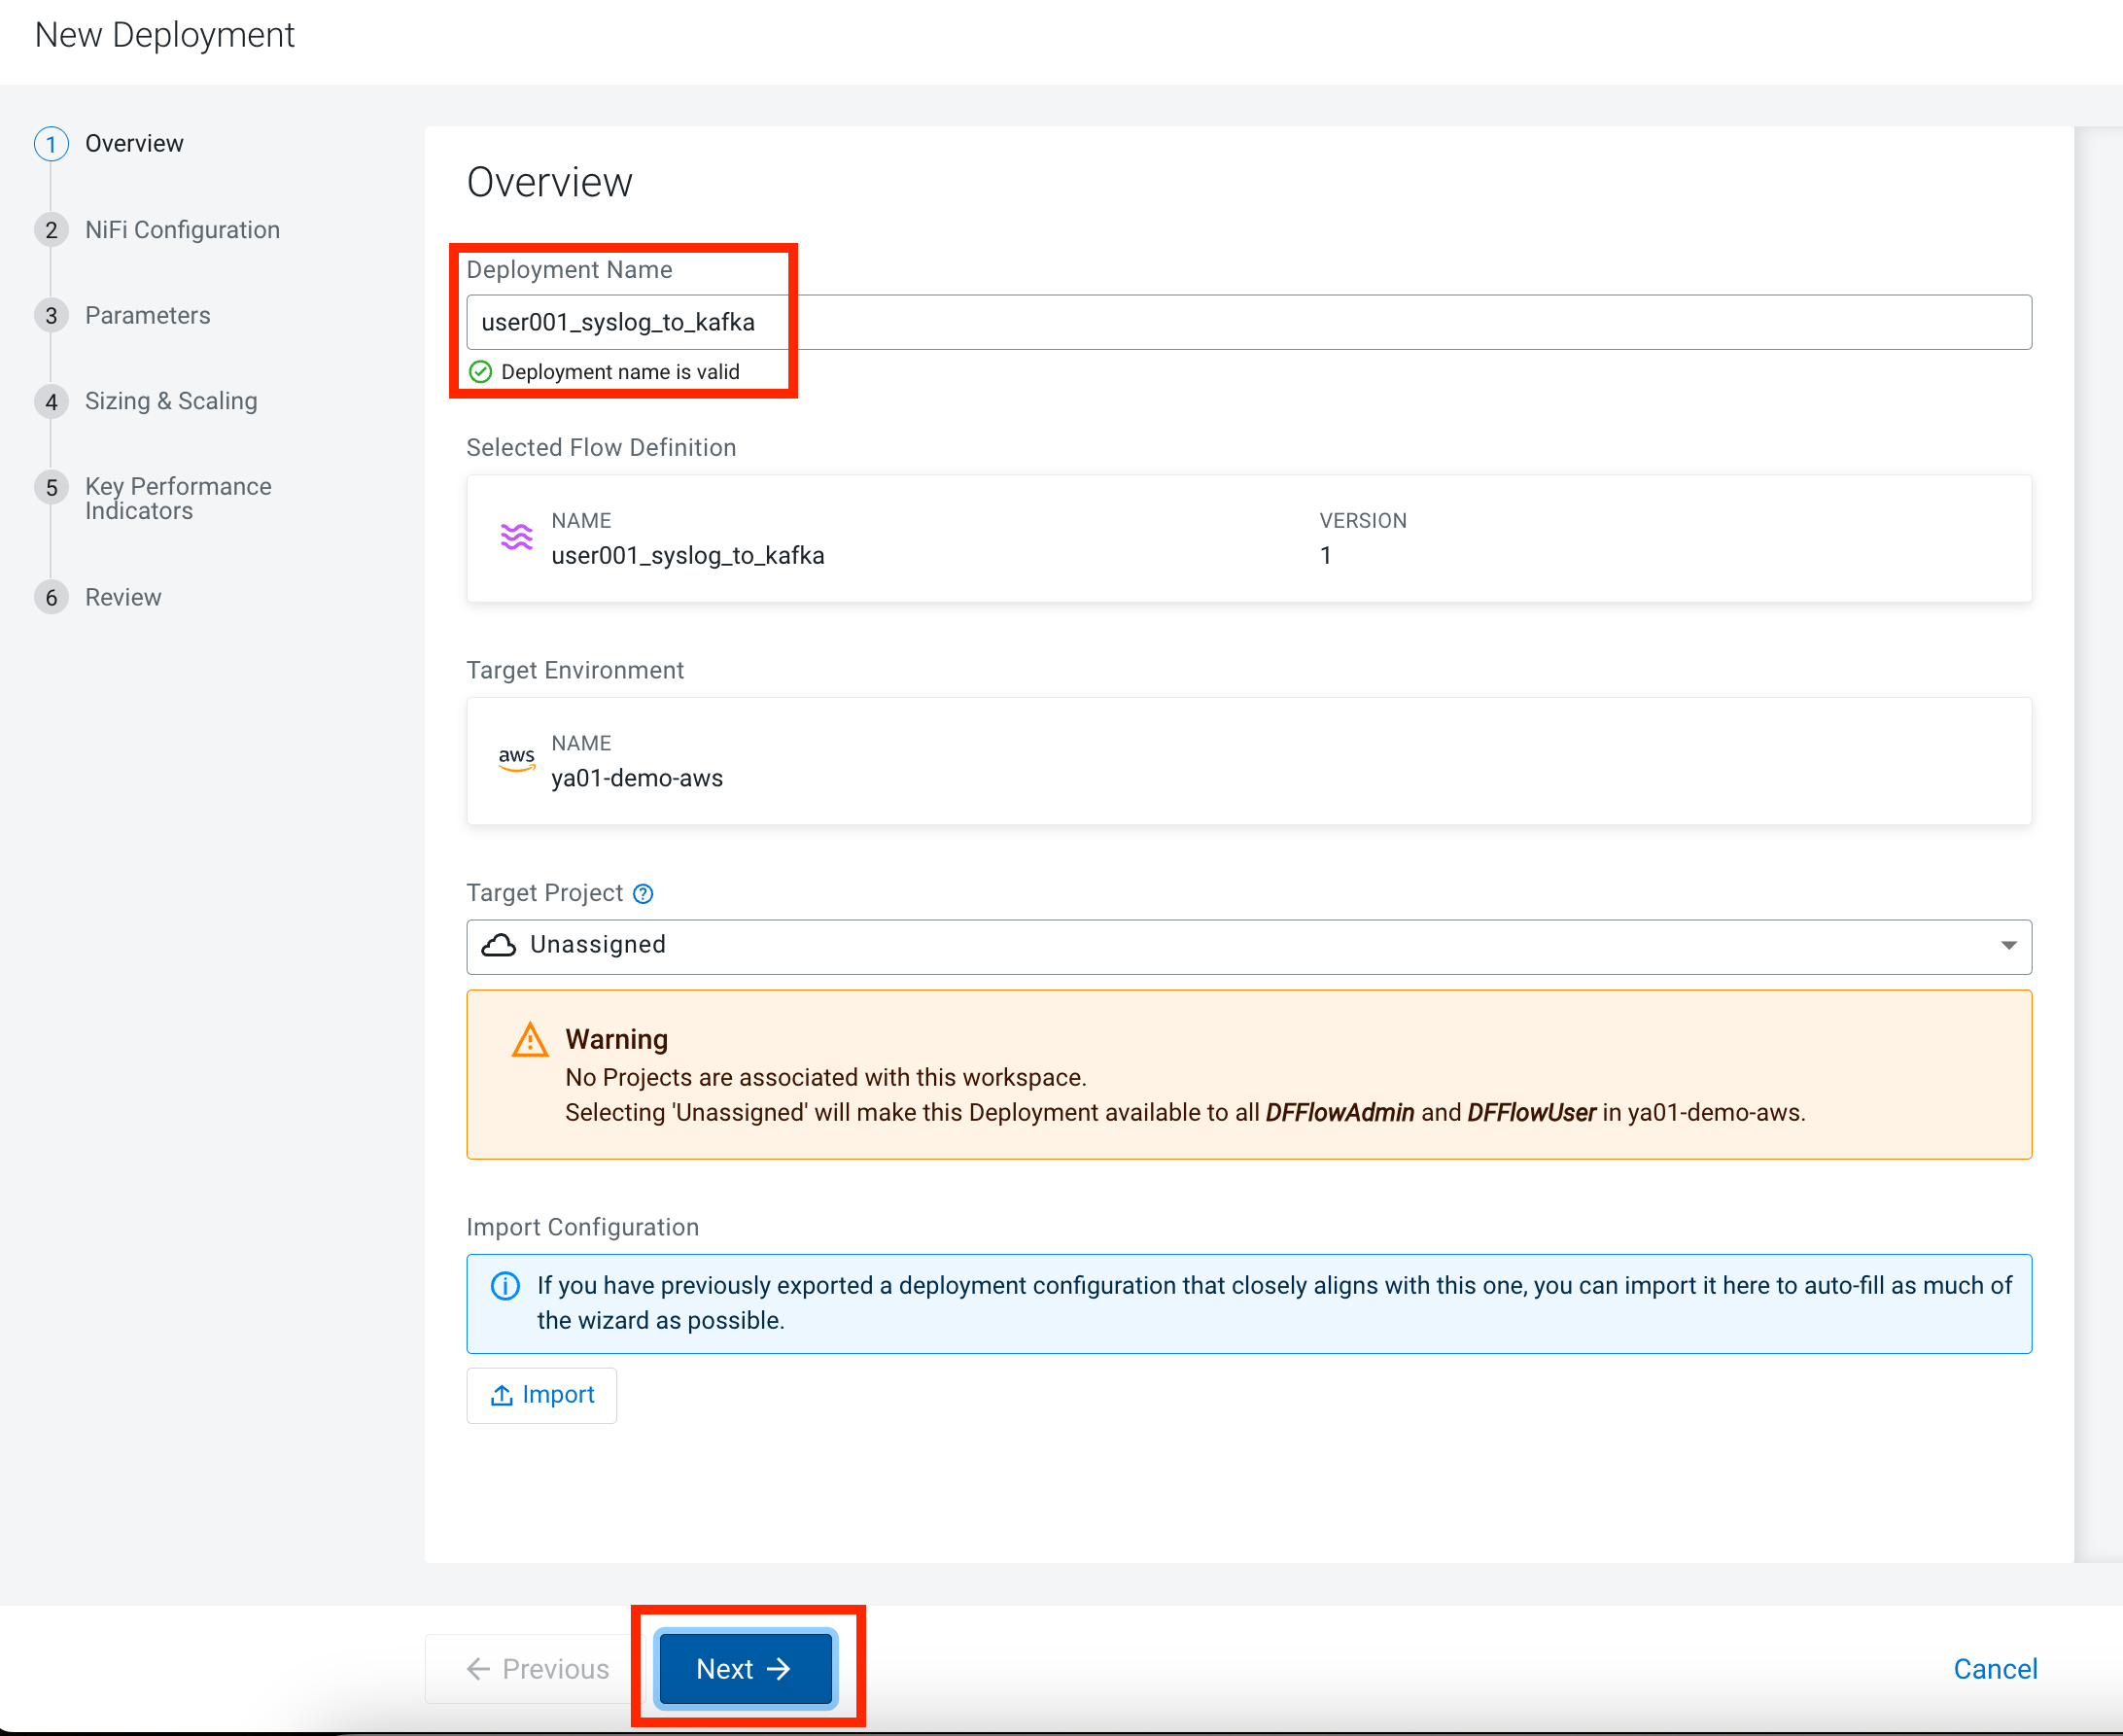 New Deployment
1 Overview
2 NiFi Configuration
3 Parameters
4 Sizing & Scaling
5 Key Performance
Indicators
6 Review
Overview
Deployment Name
user001_syslog_to_kafka
Deployment name is valid
Selected Flow Definition
NAME VERSION
user001_syslog_to_kafka 1
Target Environment
aws
NAME
ya01-demo-aws
Target Project ?
Unassigned
Warning
No Projects are associated with this workspace.
Selecting 'Unassigned' will make this Deployment available to all DFFlowAdmin and DFFlowUser in ya01-demo-aws.
Import Configuration
If you have previously exported a deployment configuration that closely aligns with this one, you can import it here to auto-fill as much of
the wizard as possible.
Import
Previous Next Cancel